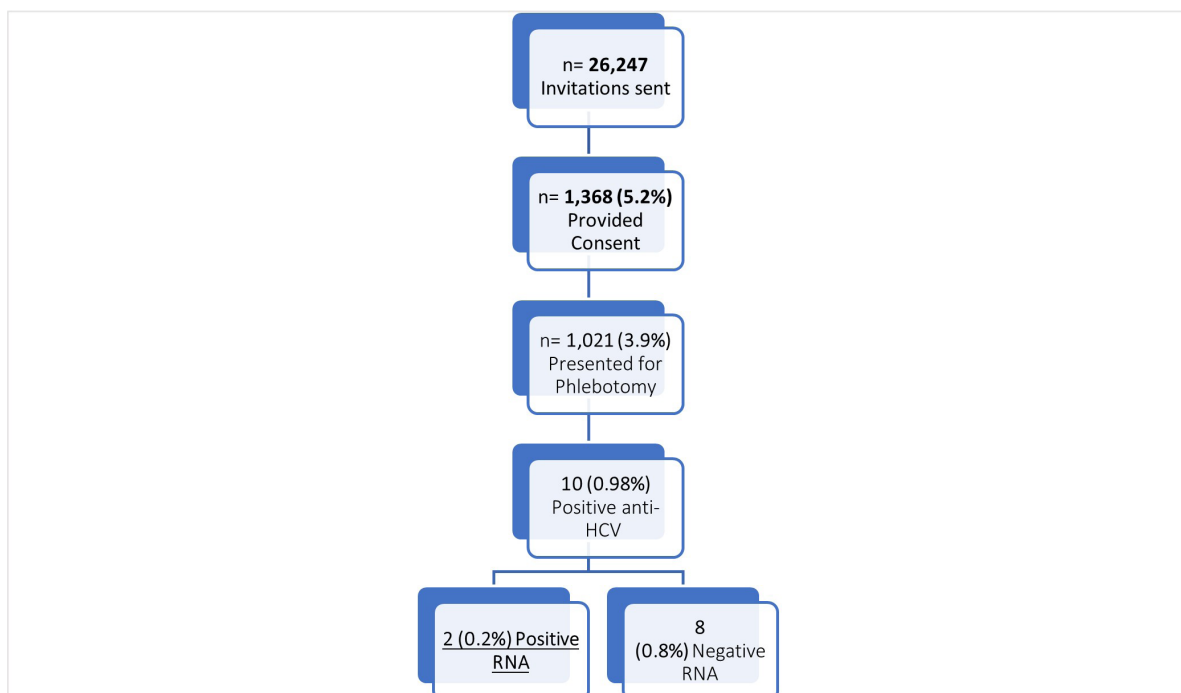 n= 26,247
Invitations sent
n= 1,368 (5.2%)
Provided
Consent
n= 1,021 (3.9%)
Presented for
Phlebotomy
10 (0.98%)
Positive anti-
HCV
2 (0.2%) Positive
RNA
8
(0.8%) Negative
RNA